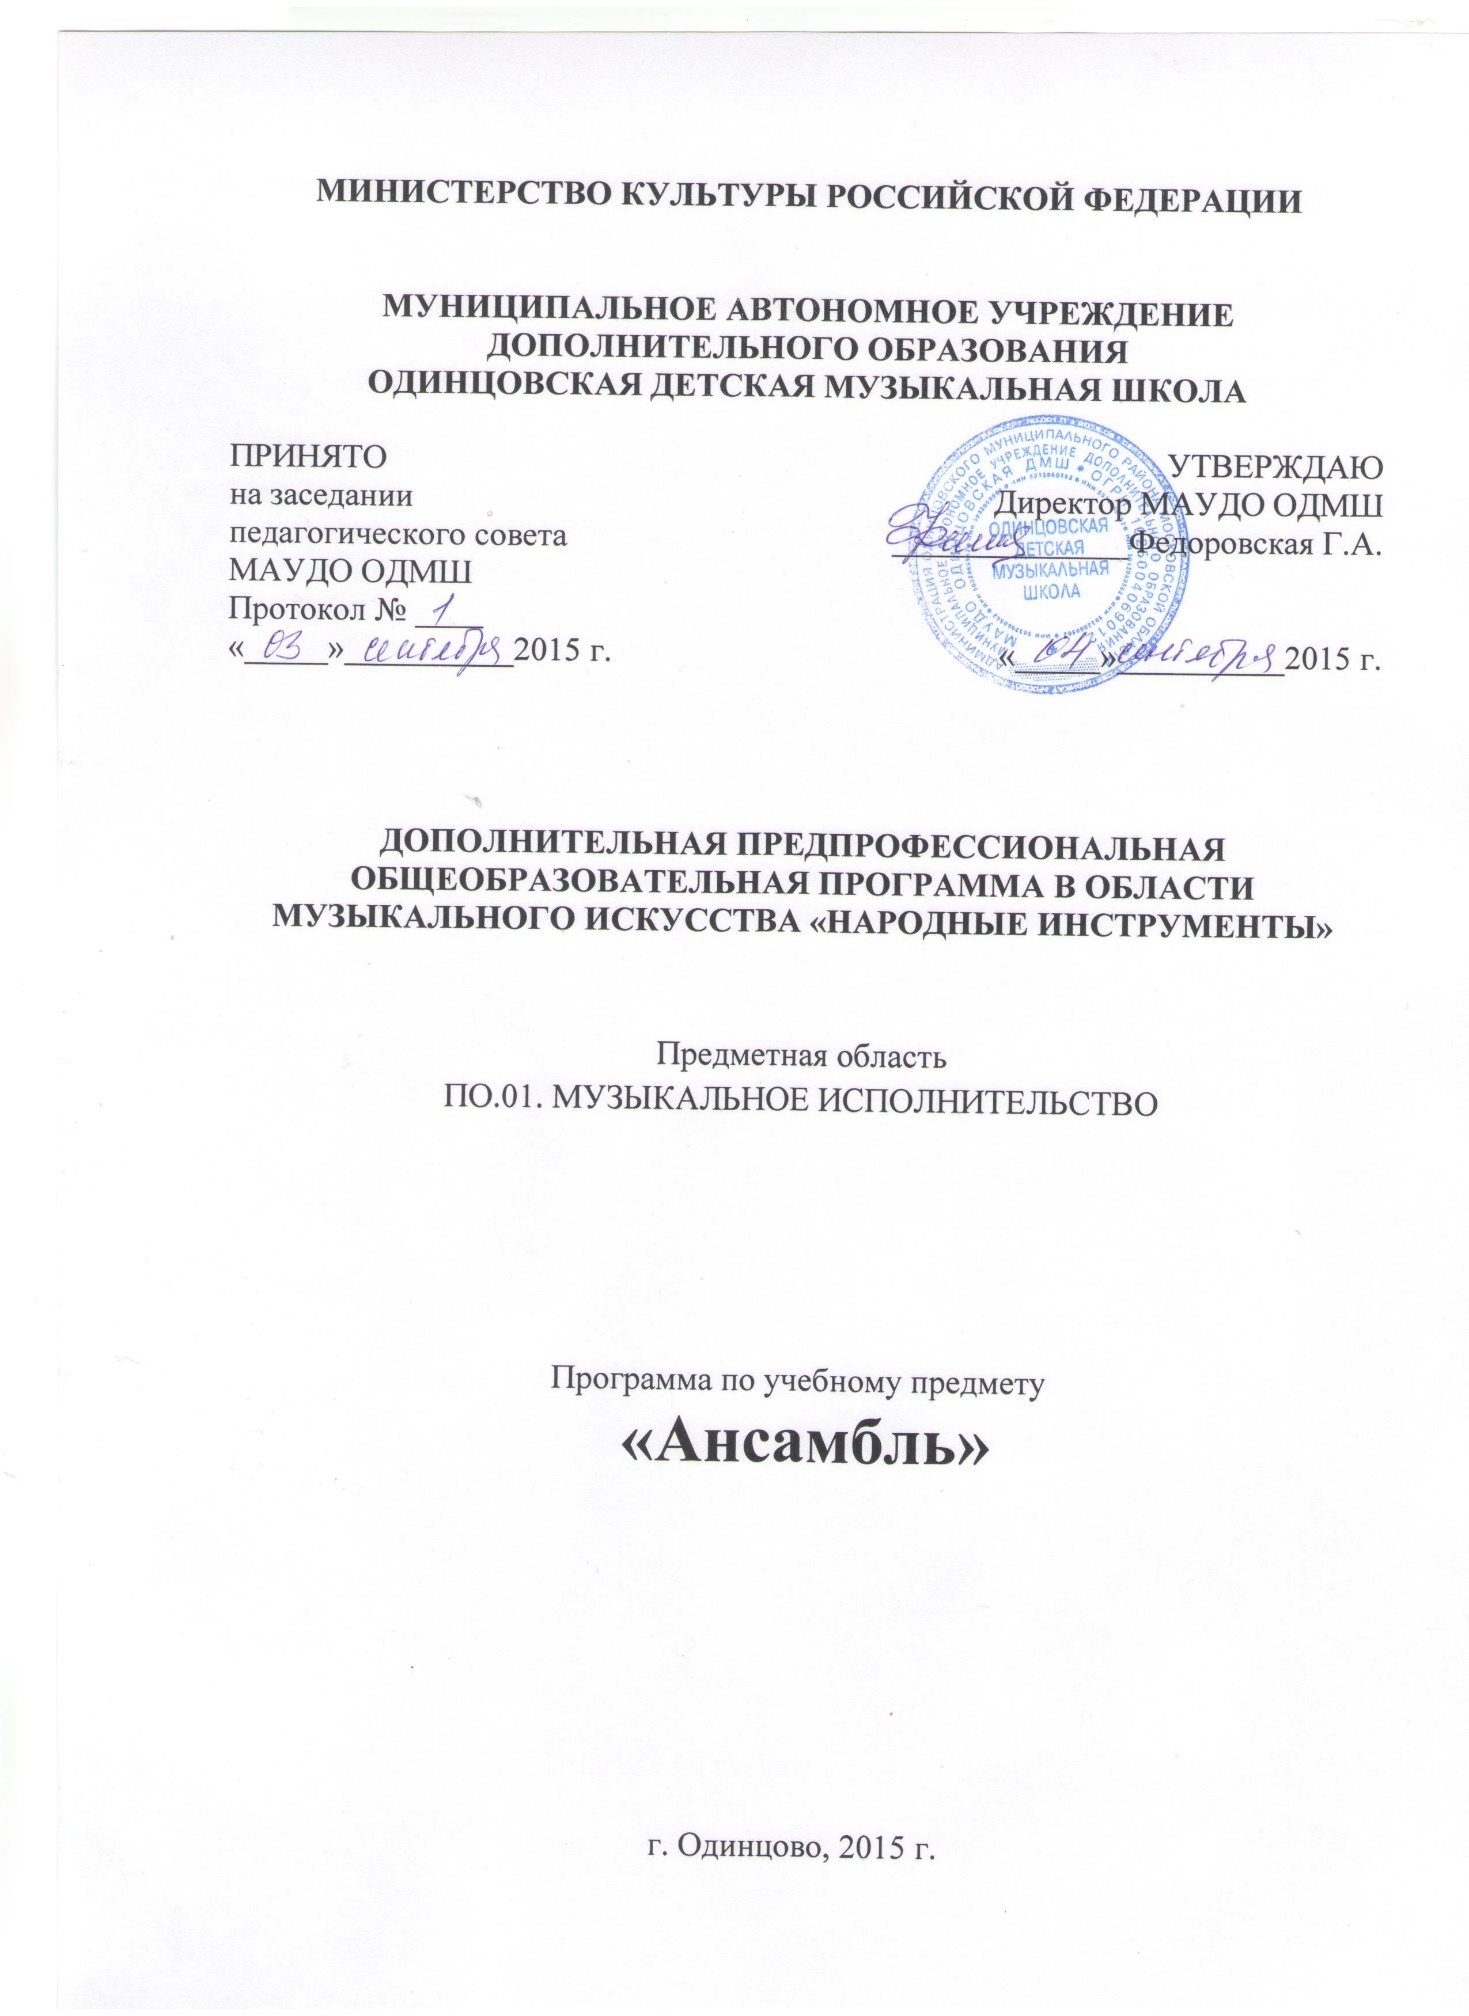 МИНИСТЕРСТВО КУЛЬТУРЫ РОССИЙСКОЙ ФЕДЕРАЦИИ
МУНИЦИПАЛЬНОЕ АВТОНОМНОЕ УЧРЕЖДЕНИЕ
ДОПОЛНИТЕЛЬНОГО ОБРАЗОВАНИЯ
ОДИНЦОВСКАЯ ДЕТСКАЯ МУЗЫКАЛЬНАЯ ШКОЛА
ПРИНЯТО
на заседании
педагогического совета
МАУДО ОДМШ
Протокол № 1
«03» сентября 2015 г.
УТВЕРЖДАЮ
Директор МАУДО ОДМШ
Федоровская Г.А.
«04» сентября 2015 г.
ОДИНЦОВСКАЯ
ДЕТСКАЯ
МУЗЫКАЛЬНАЯ
ШКОЛА
ДОПОЛНИТЕЛЬНАЯ ПРЕДПРОФЕССИОНАЛЬНАЯ
ОБЩЕОБРАЗОВАТЕЛЬНАЯ ПРОГРАММА В ОБЛАСТИ
МУЗЫКАЛЬНОГО ИСКУССТВА «НАРОДНЫЕ ИНСТРУМЕНТЫ»
Предметная область
ПО.01. МУЗЫКАЛЬНОЕ ИСПОЛНИТЕЛЬСТВО
Программа по учебному предмету
«Ансамбль»
г. Одинцово, 2015 г.